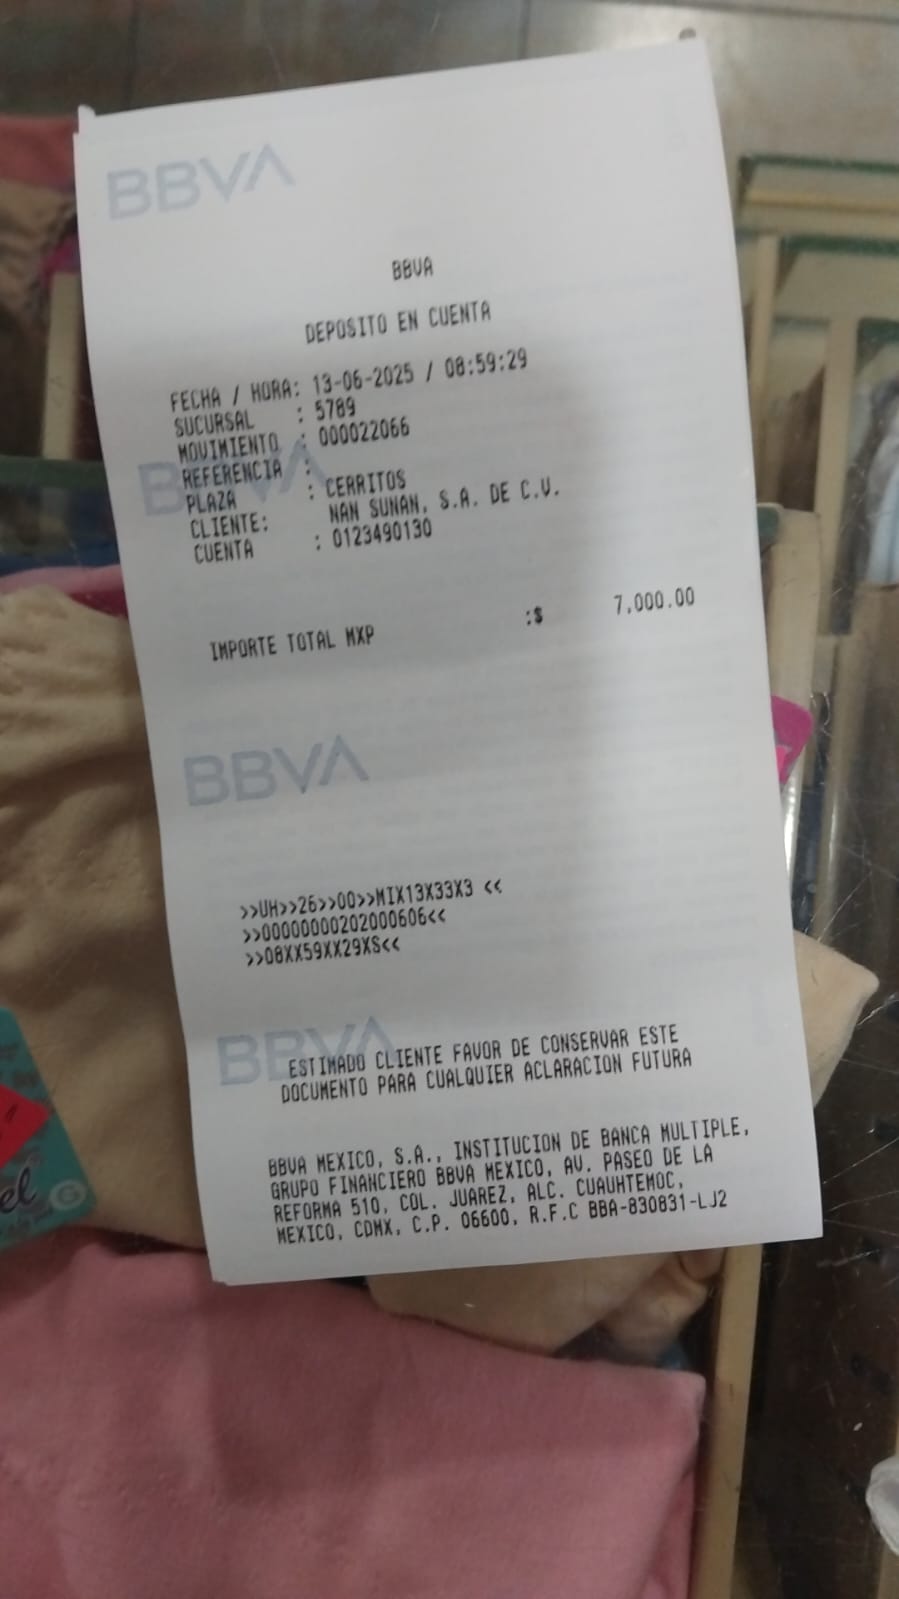 BBVA
BBVA
DEPOSITO EN CUENTA
FECHA / HORA: 13-06-2025 / 08:59:29
SUCURSAL : 5789
MOVIMIENTO : 000022066
REFERENCIA :
PLAZA : CERRITOS
CLIENTE: NAN SUNAN, S.A. DE C.V.
CUENTA : 0123490130
IMPORTE TOTAL MXP :$ 7,000.00
BBVA
>>UH>>26>>00>>MIX13X33X3 <<
>>00000000202000606<<
>>08XX59XX29XS<<
BBVA
ESTIMADO CLIENTE FAVOR DE CONSERVAR ESTE
DOCUMENTO PARA CUALQUIER ACLARACION FUTURA
BBVA MEXICO, S.A., INSTITUCION DE BANCA MULTIPLE,
GRUPO FINANCIERO BBVA MEXICO, AV. PASEO DE LA
REFORMA 510, COL. JUAREZ, ALC. CUAUHTEMOC,
MEXICO, CDMX, C.P. 06600, R.F.C BBA-830831-LJ2